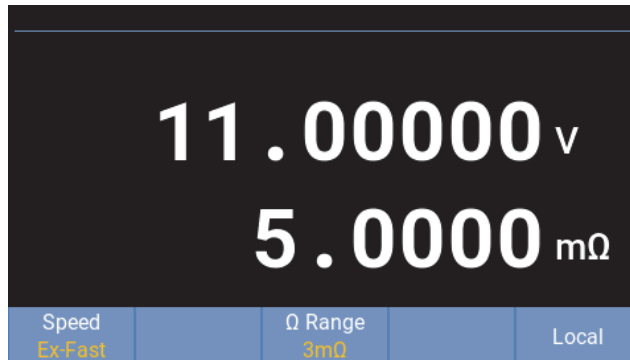 11.00000 V
5.0000 mΩ
Speed
Ex-Fast
Ω Range
3mΩ
Local